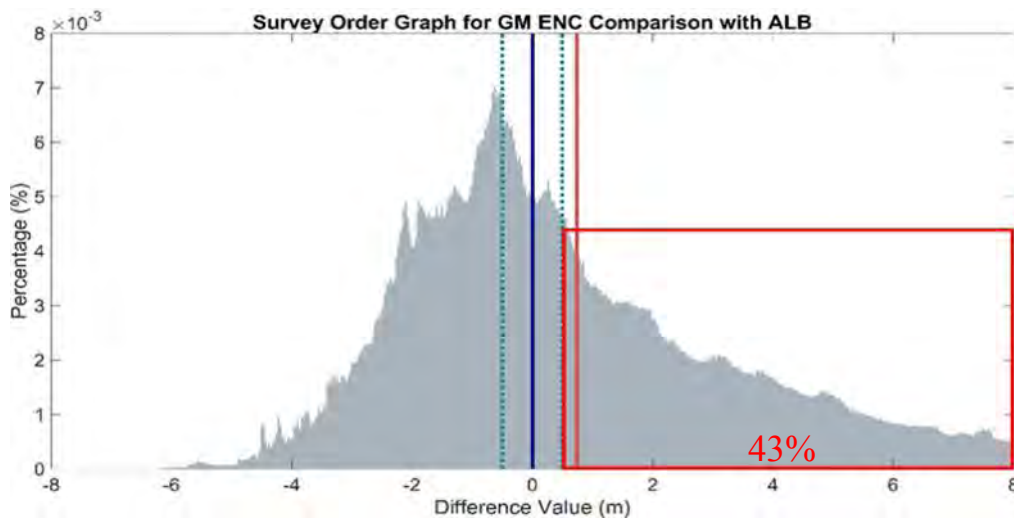 Survey Order Graph for GM ENC Comparison with ALB
×10⁻³
8
7
6
5
4
3
2
1
0
Percentage (%)
43%
-8 -6 -4 -2 0 2 4 6 8
Difference Value (m)